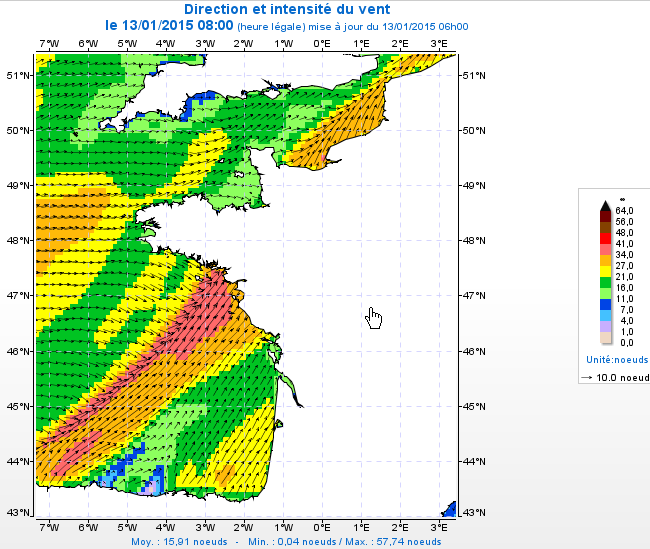 Direction et intensité du vent
le 13/01/2015 08:00 (heure légale) mise à jour du 13/01/2015 06h00
7°W 6°W 5°W 4°W 3°W 2°W 1°W 0°E 1°E 2°E 3°E
51°N 51°N
50°N 50°N
49°N 49°N
48°N 48°N
47°N 47°N
46°N 46°N
45°N 45°N
44°N 44°N
43°N 43°N
7°W 6°W 5°W 4°W 3°W 2°W 1°W 0°E 1°E 2°E 3°E
Moy. : 15,91 noeuds - Min. : 0,04 noeuds / Max. : 57,74 noeuds
∞
64,0
56,0
48,0
41,0
34,0
27,0
21,0
16,0
11,0
7,0
4,0
1,0
0,0
Unité:noeuds
→ 10.0 noeud